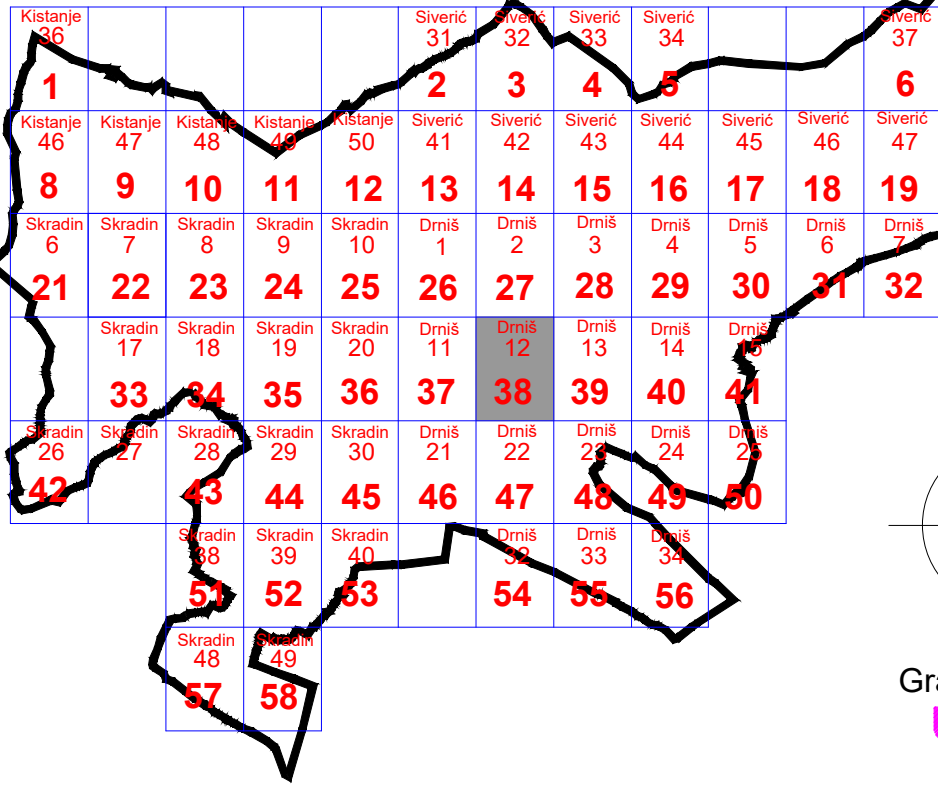 Kistanje Siverić Siverić Siverić Siverić Siverić
36 31 32 33 34 37
1 2 3 4 5 6
Kistanje Kistanje Kistanje Kistanje Kistanje Siverić Siverić Siverić Siverić Siverić Siverić Siverić
46 47 48 49 50 41 42 43 44 45 46 47
8 9 10 11 12 13 14 15 16 17 18 19
Skradin Skradin Skradin Skradin Skradin Drniš Drniš Drniš Drniš Drniš Drniš Drniš
6 7 8 9 10 1 2 3 4 5 6 7
21 22 23 24 25 26 27 28 29 30 31 32
Skradin Skradin Skradin Skradin Drniš Drniš Drniš Drniš Drniš
17 18 19 20 11 12 13 14 15
33 34 35 36 37 38 39 40 41
Skradin Skradin Skradin Skradin Skradin Drniš Drniš Drniš Drniš Drniš
26 27 28 29 30 21 22 23 24 25
42 43 44 45 46 47 48 49 50
Skradin Skradin Skradin Drniš Drniš Drniš
38 39 40 32 33 34
51 52 53 54 55 56
Skradin Skradin
48 49
57 58
Gra